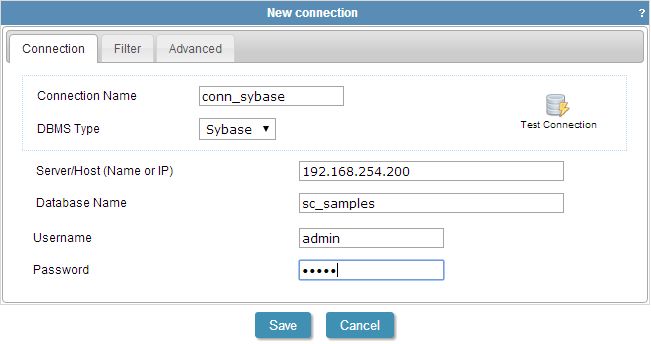 New connection ?
Connection Filter Advanced
Connection Name conn_sybase
DBMS Type Sybase
Test Connection
Server/Host (Name or IP) 192.168.254.200
Database Name sc_samples
Username admin
Password •••••
Save Cancel